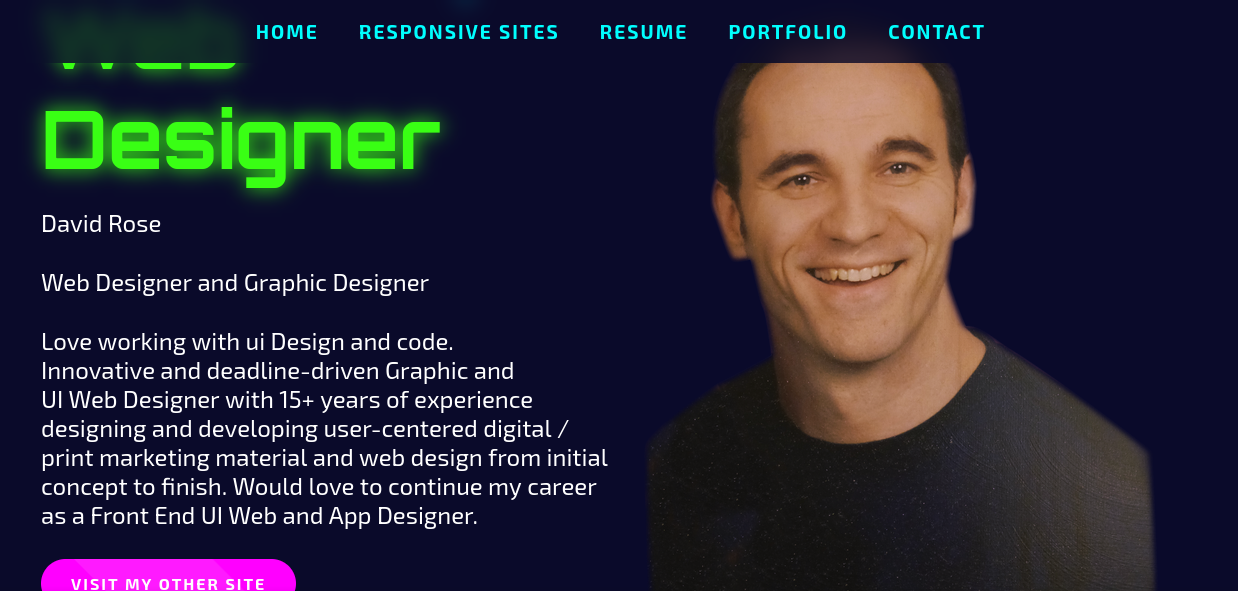 HOME RESPONSIVE SITES RESUME PORTFOLIO CONTACT
Web
Designer
David Rose
Web Designer and Graphic Designer
Love working with ui Design and code.
Innovative and deadline-driven Graphic and
UI Web Designer with 15+ years of experience
designing and developing user-centered digital /
print marketing material and web design from initial
concept to finish. Would love to continue my career
as a Front End UI Web and App Designer.
VISIT MY OTHER SITE